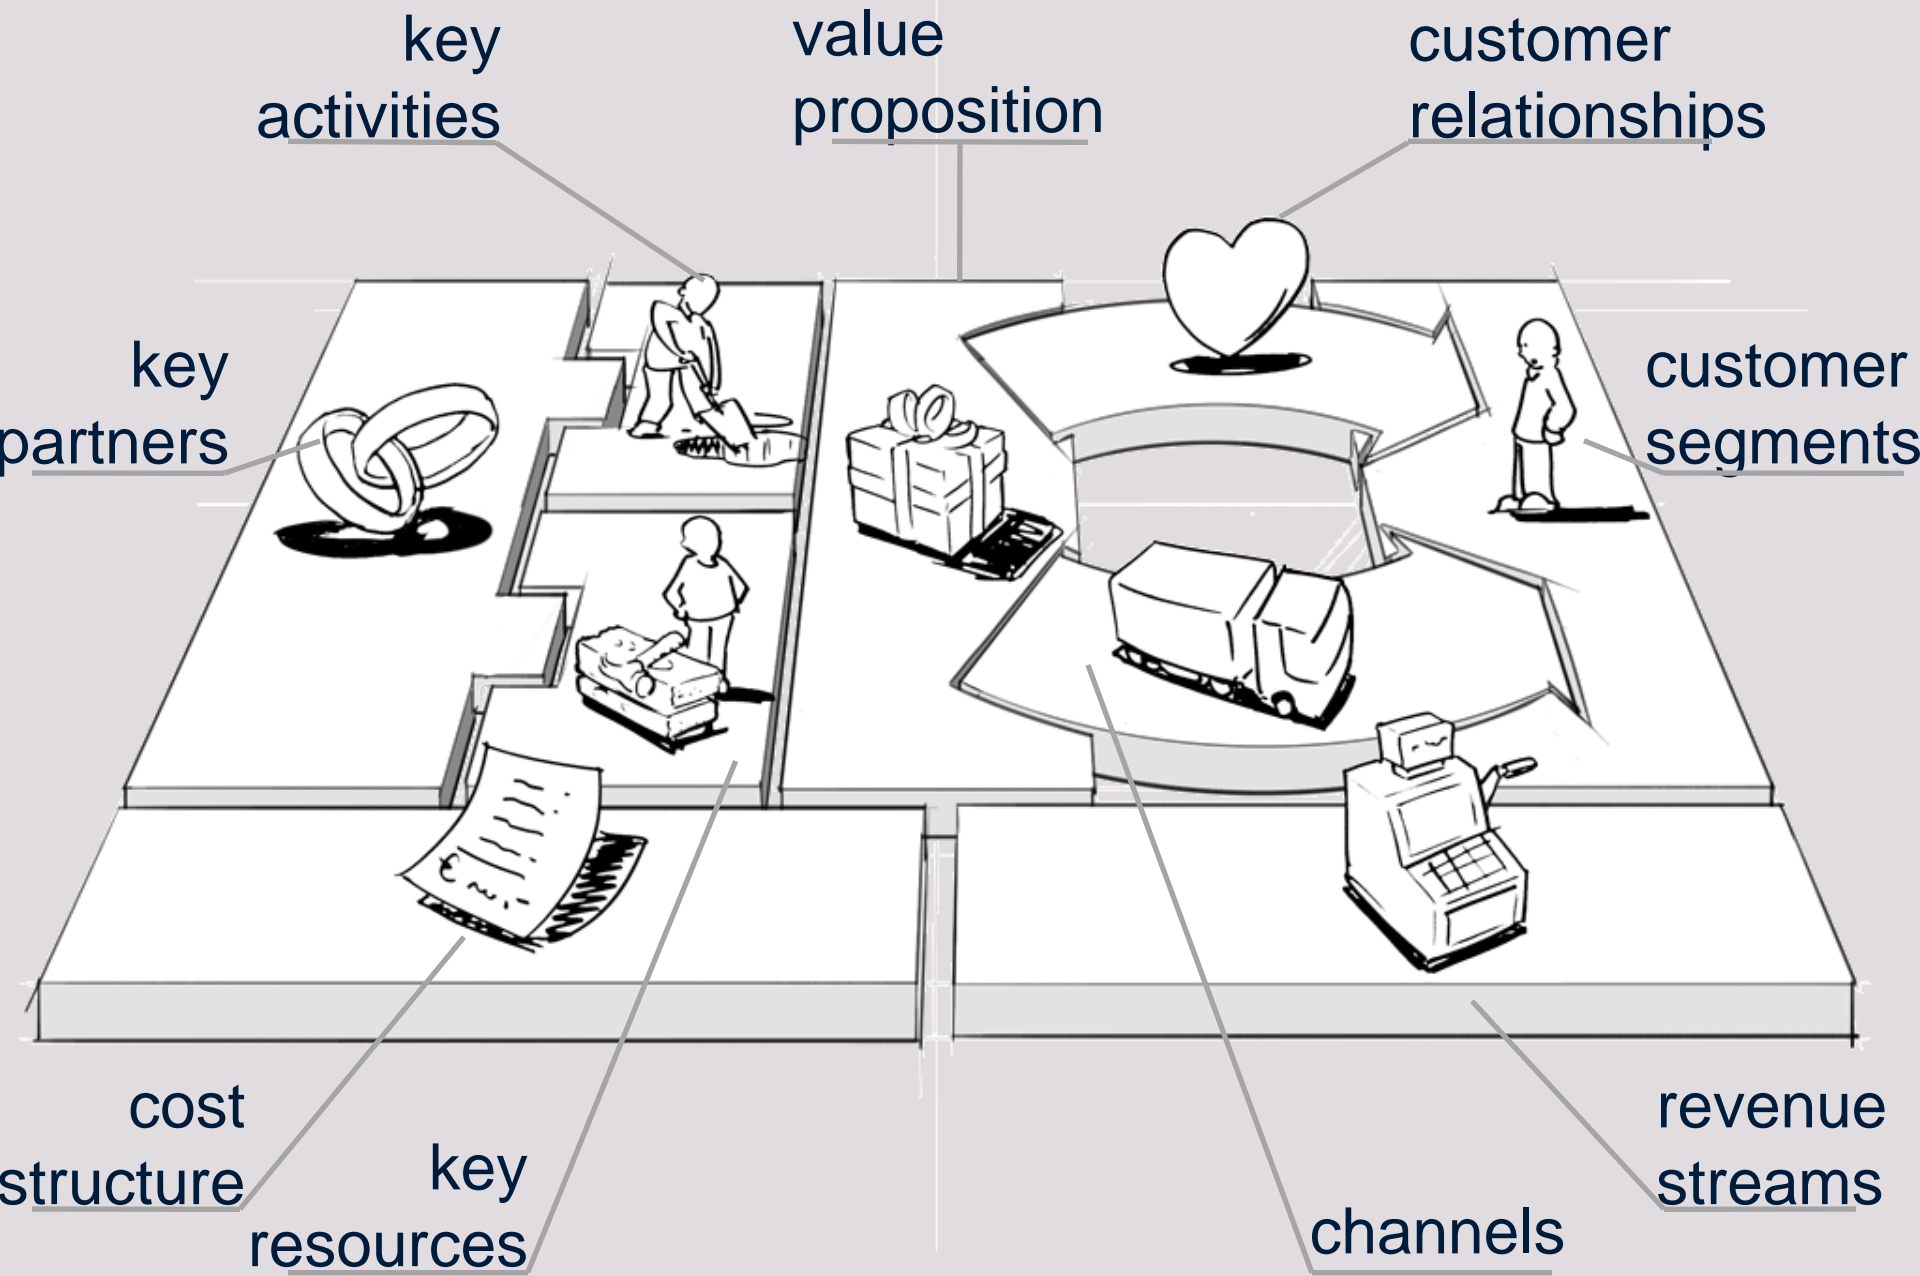 key
activities
value
proposition
customer
relationships
key
partners
customer
segments
€
cost
structure
key
resources
channels
revenue
streams